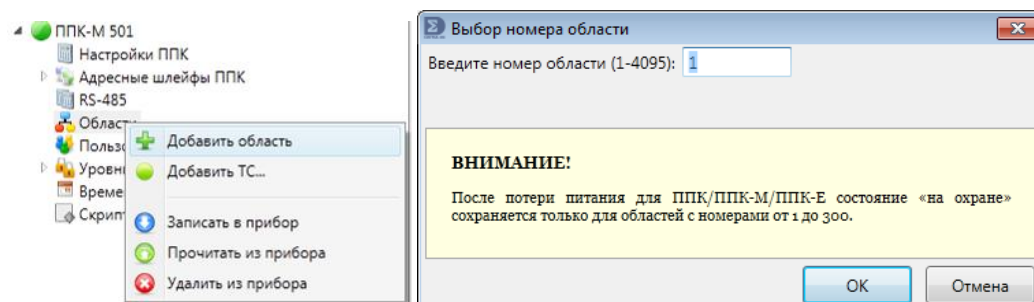 ППК-М 501
Настройки ППК
Адресные шлейфы ППК
RS-485
Области
Добавить область
Добавить ТС...
Записать в прибор
Прочитать из прибора
Удалить из прибора
Выбор номера области
Введите номер области (1-4095): 1
ВНИМАНИЕ!
После потери питания для ППК/ППК-М/ППК-Е состояние «на охране»
сохраняется только для областей с номерами от 1 до 300.
ОК Отмена